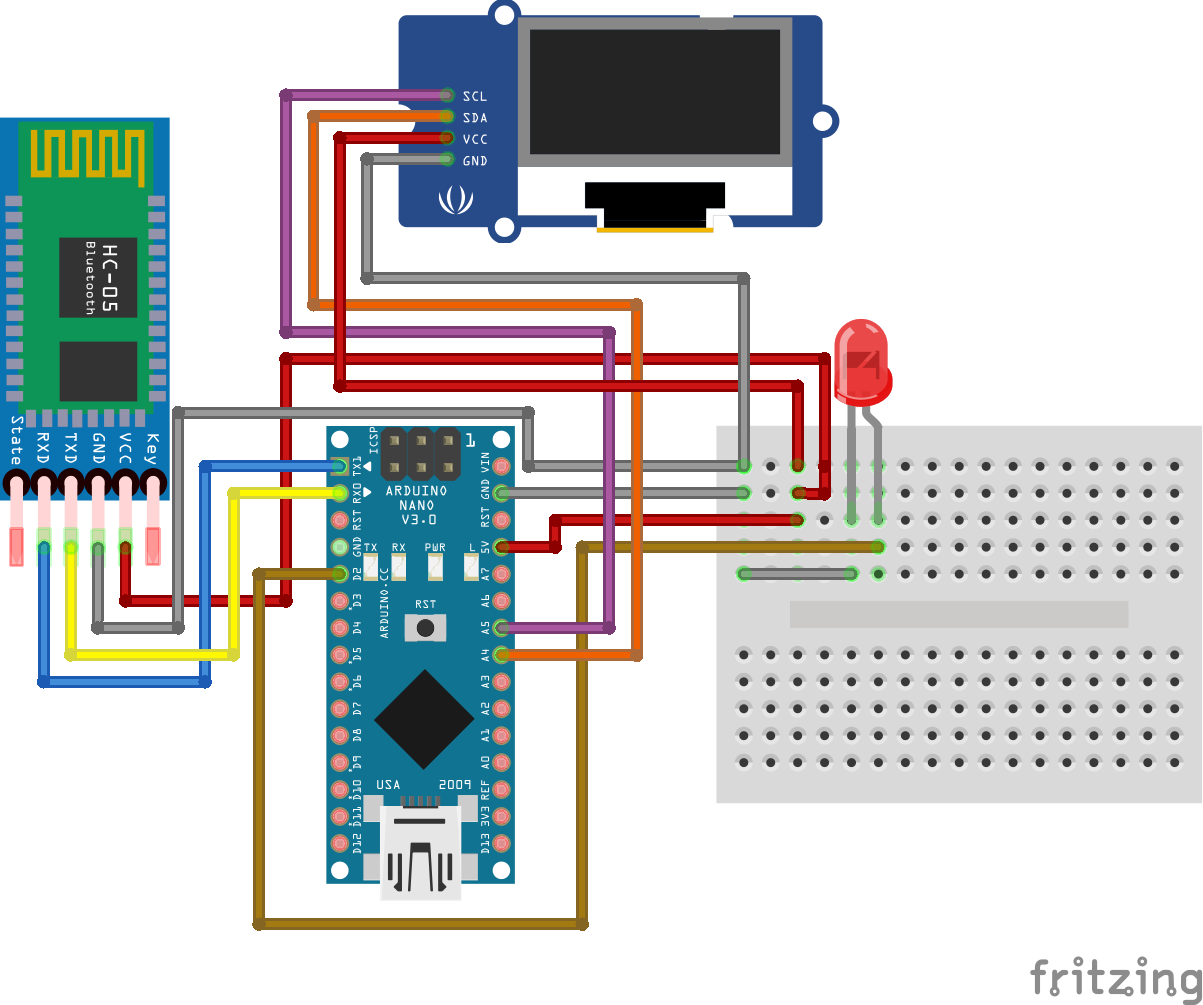 SCL
SDA
VCC
GND
HC-05
Bluetooth
State
RXD
TXD
GND
VCC
Key
ICSP
1
ARDUINO
NANO
V3.0
TX1
RX0
RST
GND
D2
D3
D4
D5
D6
D7
D8
D9
D10
D11
D12
VIN
GND
RST
5V
A7
A6
A5
A4
A3
A2
A1
A0
REF
3V3
D13
TX RX PWR L
ARDUINO.CC
RST
USA 2009
fritzing